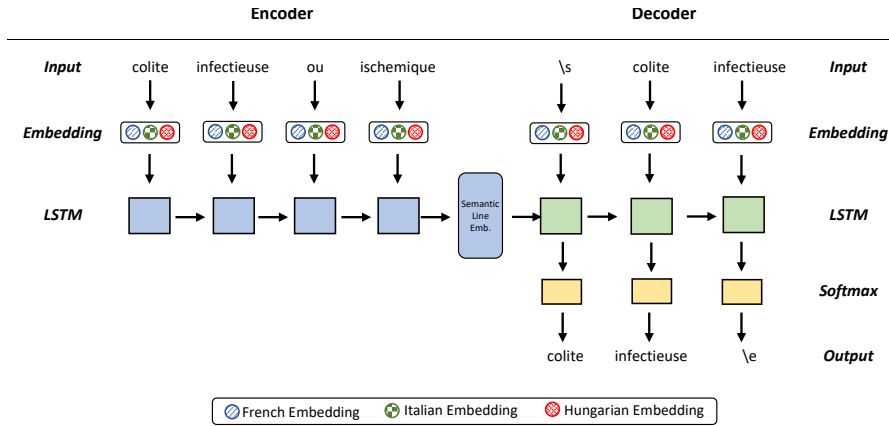 Encoder Decoder
Input colite infectieuse ou ischemique \s colite infectieuse Input
Embedding Embedding
LSTM Semantic Line Emb. LSTM
Softmax
colite infectieuse \e Output
French Embedding Italian Embedding Hungarian Embedding